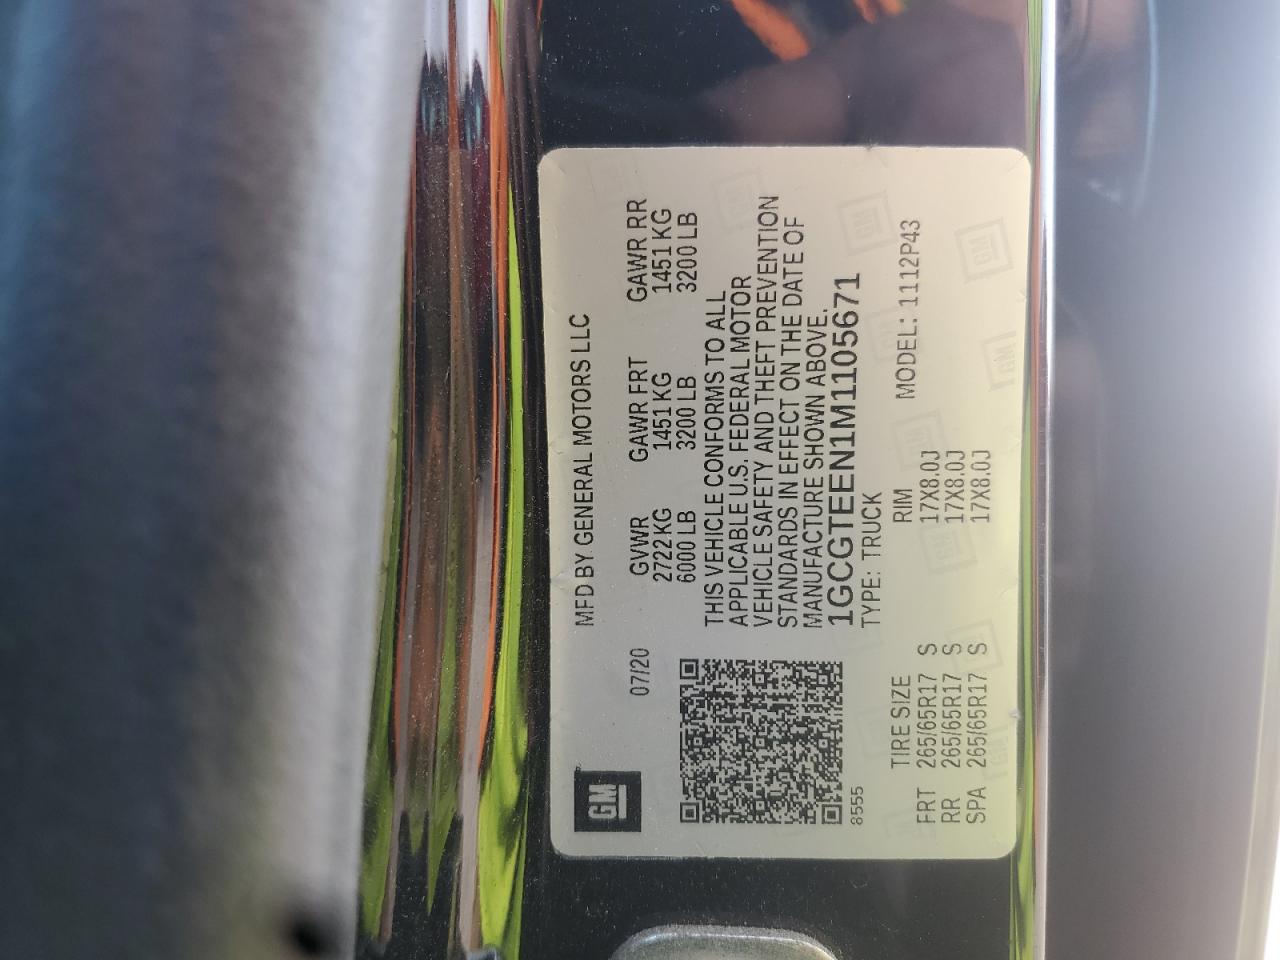 GM
MFD BY GENERAL MOTORS LLC
07/20
GVWR GAWR FRT GAWR RR
2722 KG 1451 KG 1451 KG
6000 LB 3200 LB 3200 LB
THIS VEHICLE CONFORMS TO ALL
APPLICABLE U.S. FEDERAL MOTOR
VEHICLE SAFETY AND THEFT PREVENTION
STANDARDS IN EFFECT ON THE DATE OF
MANUFACTURE SHOWN ABOVE.
1GCGTEEN1M1105671
8555
TYPE: TRUCK
TIRE SIZE RIM MODEL: 1112P43
FRT 265/65R17 S 17X8.0J
RR 265/65R17 S 17X8.0J
SPA 265/65R17 S 17X8.0J